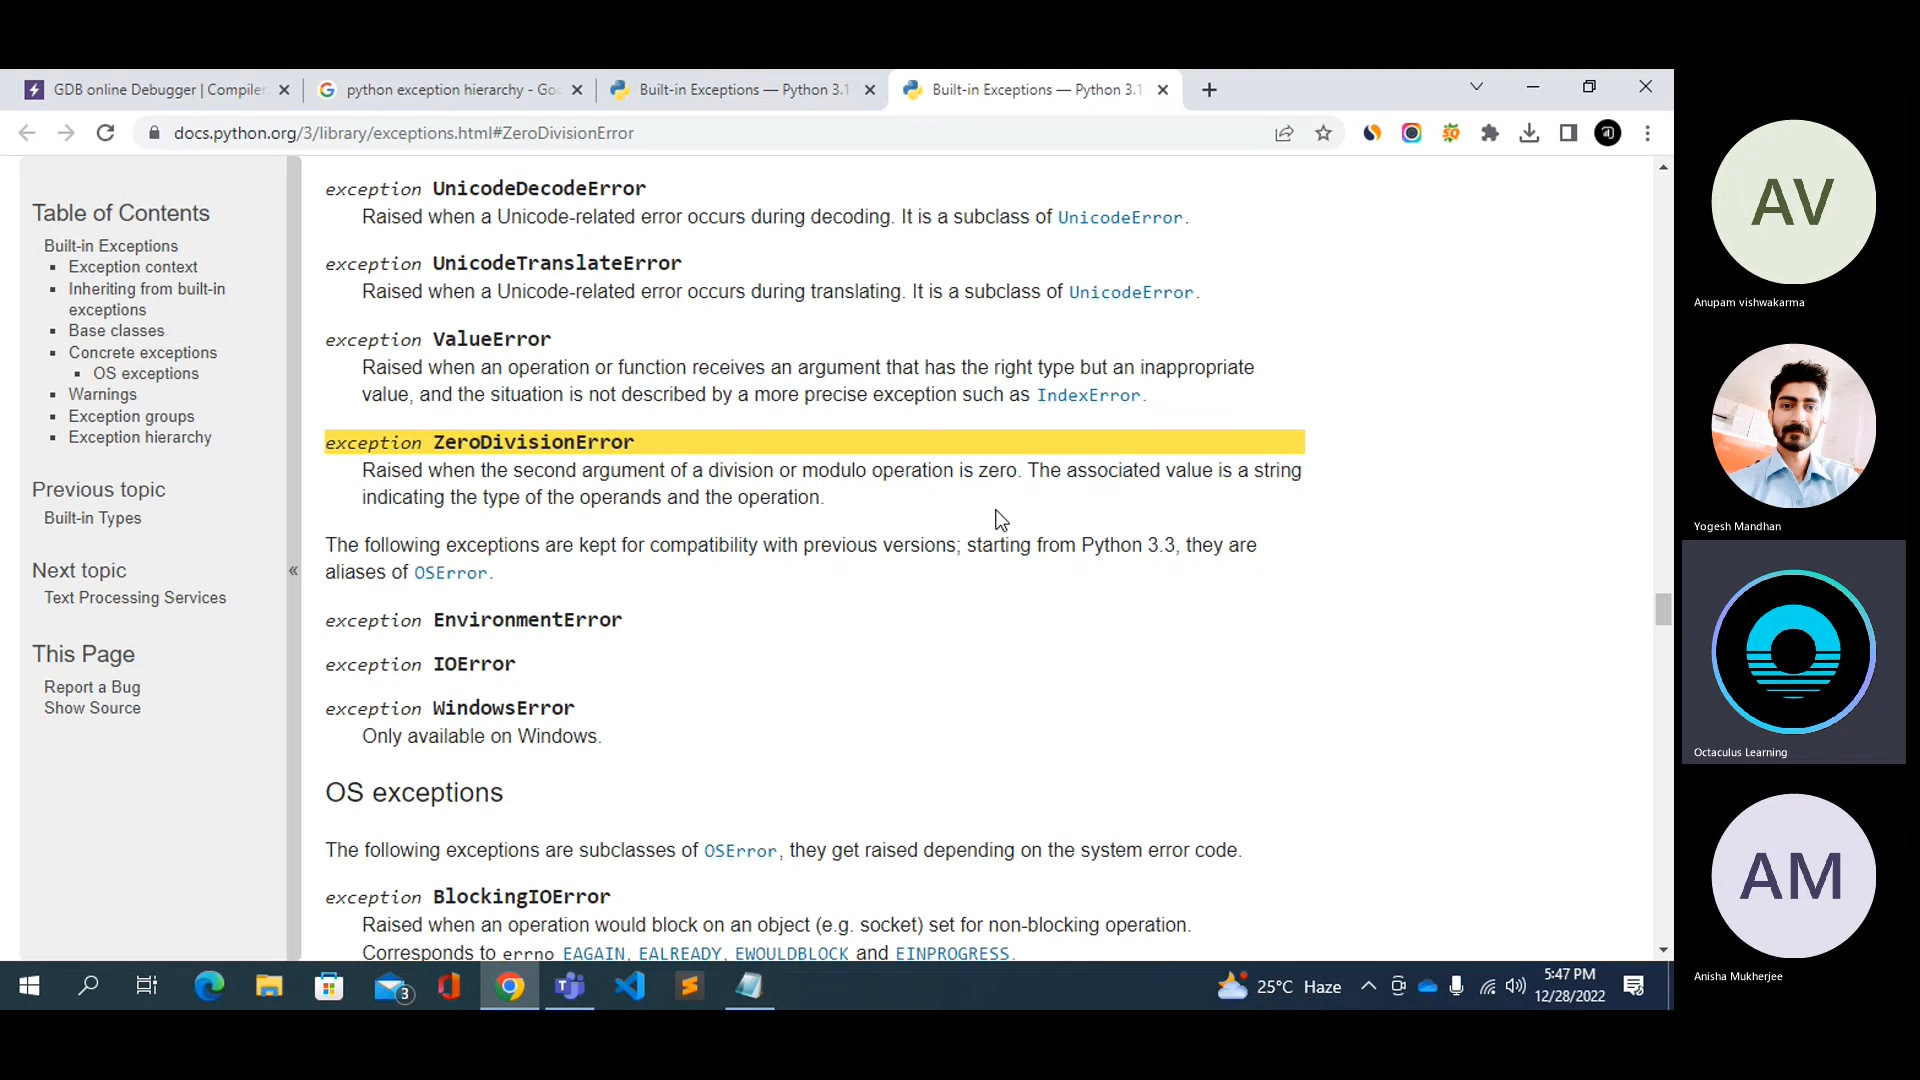 GDB online Debugger | Compiler
python exception hierarchy - Goo
Built-in Exceptions — Python 3.1
Built-in Exceptions — Python 3.1
docs.python.org/3/library/exceptions.html#ZeroDivisionError
Table of Contents
Built-in Exceptions
Exception context
Inheriting from built-in
exceptions
Base classes
Concrete exceptions
OS exceptions
Warnings
Exception groups
Exception hierarchy
Previous topic
Built-in Types
Next topic
Text Processing Services
This Page
Report a Bug
Show Source
«
exception UnicodeDecodeError
Raised when a Unicode-related error occurs during decoding. It is a subclass of UnicodeError.
exception UnicodeTranslateError
Raised when a Unicode-related error occurs during translating. It is a subclass of UnicodeError.
exception ValueError
Raised when an operation or function receives an argument that has the right type but an inappropriate
value, and the situation is not described by a more precise exception such as IndexError.
exception ZeroDivisionError
Raised when the second argument of a division or modulo operation is zero. The associated value is a string
indicating the type of the operands and the operation.
The following exceptions are kept for compatibility with previous versions; starting from Python 3.3, they are
aliases of OSError.
exception EnvironmentError
exception IOError
exception WindowsError
Only available on Windows.
OS exceptions
The following exceptions are subclasses of OSError, they get raised depending on the system error code.
exception BlockingIOError
Raised when an operation would block on an object (e.g. socket) set for non-blocking operation.
Corresponds to errno EAGAIN, EALREADY, EWOULDBLOCK and EINPROGRESS.
AV
Anupam vishwakarma
Yogesh Mandhan
Octaculus Learning
AM
Anisha Mukherjee
3
25°C Haze
5:47 PM
12/28/2022